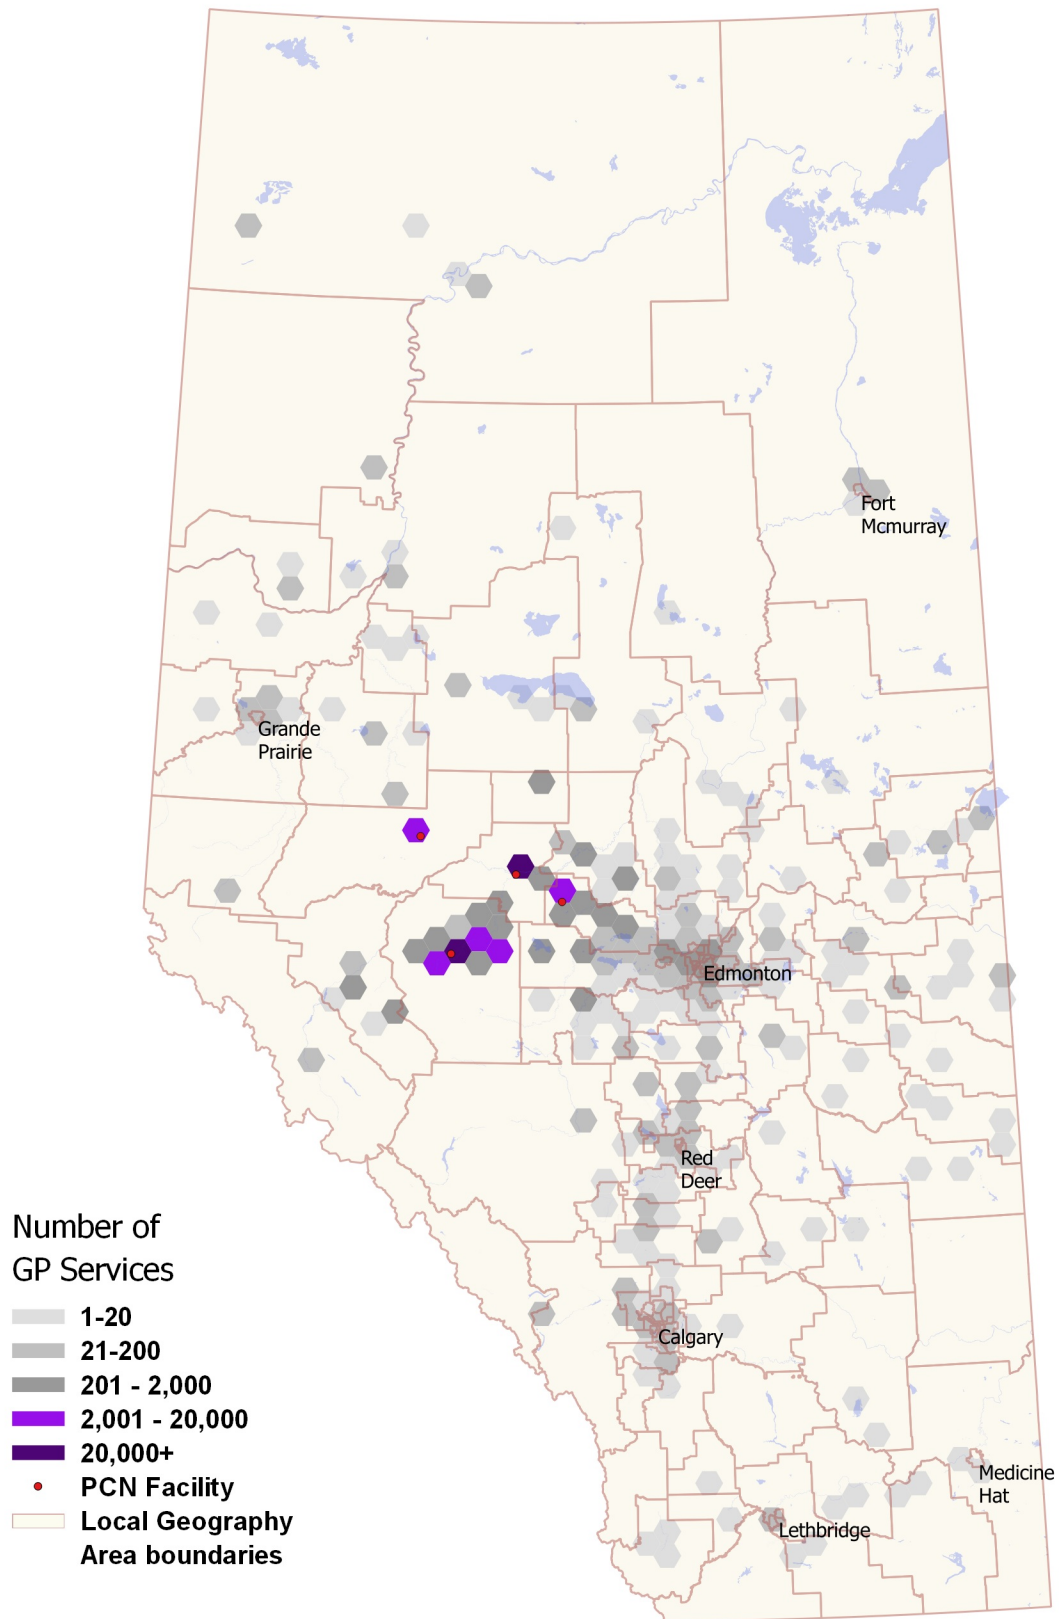 Fort
Mcmurray
Grande
Prairie
Edmonton
Red
Deer
Number of
GP Services
1-20
21-200
201 - 2,000
2,001 - 20,000
20,000+
PCN Facility
Local Geography
Area boundaries
Calgary
Medicine
Hat
Lethbridge